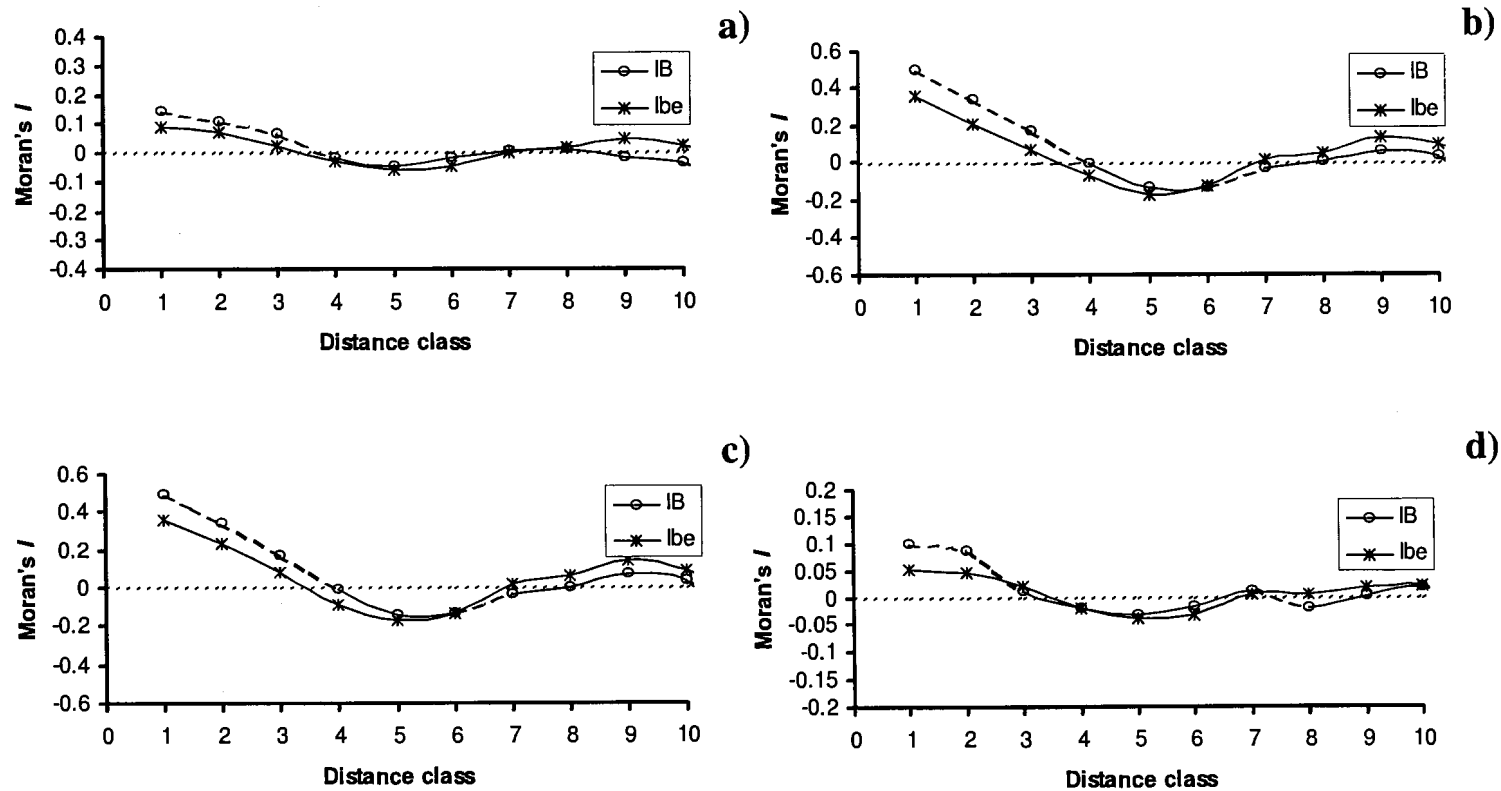 a)
0.4
0.3
0.2
0.1
0
-0.1
-0.2
-0.3
-0.4
Moran's I
IB
Ibe
0 1 2 3 4 5 6 7 8 9 10
Distance class
b)
0.6
0.4
0.2
0
-0.2
-0.4
-0.6
Moran's I
IB
Ibe
0 1 2 3 4 5 6 7 8 9 10
Distance class
c)
0.6
0.4
0.2
0
-0.2
-0.4
-0.6
Moran's I
IB
Ibe
0 1 2 3 4 5 6 7 8 9 10
Distance class
d)
0.2
0.15
0.1
0.05
0
-0.05
-0.1
-0.15
-0.2
Moran's I
IB
Ibe
0 1 2 3 4 5 6 7 8 9 10
Distance class